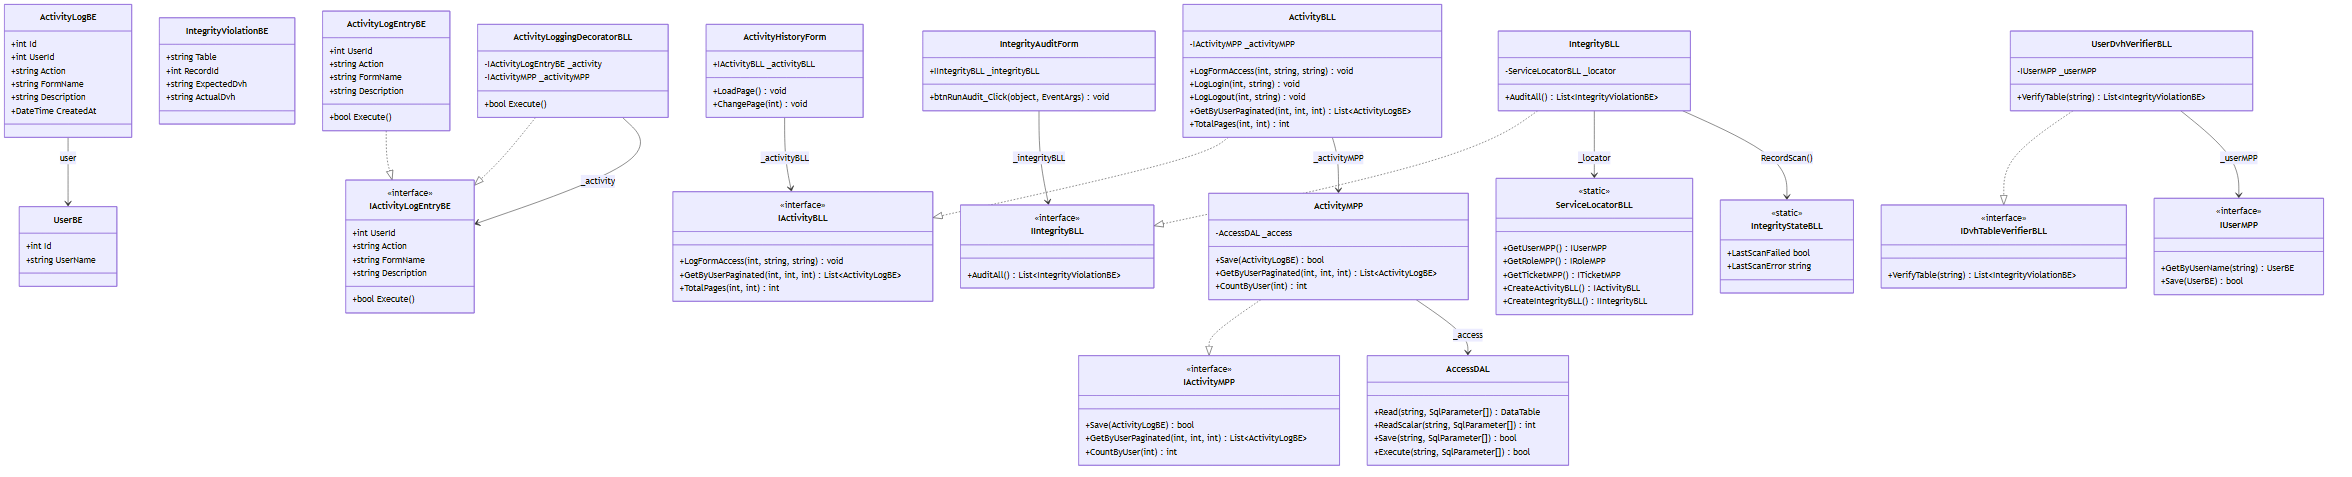 ActivityLogBE
+int Id
+int UserId
+string Action
+string FormName
+string Description
+DateTime CreatedAt
IntegrityViolationBE
+string Table
+int RecordId
+string ExpectedDvh
+string ActualDvh
ActivityLogEntryBE
+int UserId
+string Action
+string FormName
+string Description
+bool Execute()
ActivityLoggingDecoratorBLL
-IActivityLogEntryBE _activity
-IActivityMPP _activityMPP
+bool Execute()
ActivityHistoryForm
+IActivityBLL _activityBLL
+LoadPage() : void
+ChangePage(int) : void
IntegrityAuditForm
+IIntegrityBLL _integrityBLL
+btnRunAudit_Click(object, EventArgs) : void
ActivityBLL
-IActivityMPP _activityMPP
+LogFormAccess(int, string, string) : void
+LogLogin(int, string) : void
+LogLogout(int, string) : void
+GetByUserPaginated(int, int, int) : List<ActivityLogBE>
+TotalPages(int, int) : int
IntegrityBLL
-ServiceLocatorBLL _locator
+AuditAll() : List<IntegrityViolationBE>
UserDvhVerifierBLL
-IUserMPP _userMPP
+VerifyTable(string) : List<IntegrityViolationBE>
user
_activity
_activityBLL
_integrityBLL
_activityMPP
_locator
RecordScan()
_userMPP
UserBE
+int Id
+string UserName
«interface»
IActivityLogEntryBE
+int UserId
+string Action
+string FormName
+string Description
+bool Execute()
«interface»
IActivityBLL
+LogFormAccess(int, string, string) : void
+GetByUserPaginated(int, int, int) : List<ActivityLogBE>
+TotalPages(int, int) : int
«interface»
IIntegrityBLL
+AuditAll() : List<IntegrityViolationBE>
ActivityMPP
-AccessDAL _access
+Save(ActivityLogBE) : bool
+GetByUserPaginated(int, int, int) : List<ActivityLogBE>
+CountByUser(int) : int
«static»
ServiceLocatorBLL
+GetUserMPP() : IUserMPP
+GetRoleMPP() : IRoleMPP
+GetTicketMPP() : ITicketMPP
+CreateActivityBLL() : IActivityBLL
+CreateIntegrityBLL() : IIntegrityBLL
«static»
IntegrityStateBLL
+LastScanFailed bool
+LastScanError string
«interface»
IDvhTableVerifierBLL
+VerifyTable(string) : List<IntegrityViolationBE>
«interface»
IUserMPP
+GetByUserName(string) : UserBE
+Save(UserBE) : bool
_access
«interface»
IActivityMPP
+Save(ActivityLogBE) : bool
+GetByUserPaginated(int, int, int) : List<ActivityLogBE>
+CountByUser(int) : int
AccessDAL
+Read(string, SqlParameter[]) : DataTable
+ReadScalar(string, SqlParameter[]) : int
+Save(string, SqlParameter[]) : bool
+Execute(string, SqlParameter[]) : bool